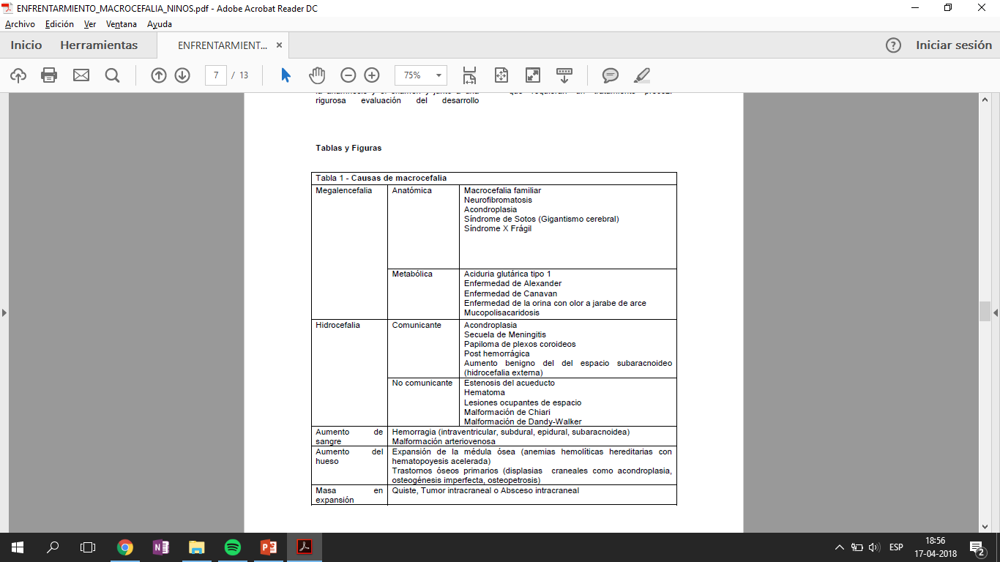 ENFRENTARMIENTO_MACROCEFALIA_NINOS.pdf - Adobe Acrobat Reader DC
Archivo Edición Ver Ventana Ayuda
Inicio Herramientas ENFRENTARMIENT... × ? Iniciar sesión
7 / 13 75%
rigurosa evaluación del desarrollo
Tablas y Figuras
Tabla 1 - Causas de macrocefalia
Megalencefalia Anatómica Macrocefalia familiar
Neurofibromatosis
Acondroplasia
Síndrome de Sotos (Gigantismo cerebral)
Síndrome X Frágil
Metabólica Aciduria glutárica tipo 1
Enfermedad de Alexander
Enfermedad de Canavan
Enfermedad de la orina con olor a jarabe de arce
Mucopolisacaridosis
Hidrocefalia Comunicante Acondroplasia
Secuela de Meningitis
Papiloma de plexos coroideos
Post hemorrágica
Aumento benigno del del espacio subaracnoideo
(hidrocefalia externa)
No comunicante Estenosis del acueducto
Hematoma
Lesiones ocupantes de espacio
Malformación de Chiari
Malformación de Dandy-Walker
Aumento de sangre Hemorragia (intraventricular, subdural, epidural, subaracnoidea)
Malformación arteriovenosa
Aumento del hueso Expansión de la médula ósea (anemias hemolíticas hereditarias con
hematopoyesis acelerada)
Trastornos óseos primarios (displasias craneales como acondroplasia,
osteogénesis imperfecta, osteopetrosis)
Masa en expansión Quiste, Tumor intracraneal o Absceso intracraneal
ESP 18:56
17-04-2018 2